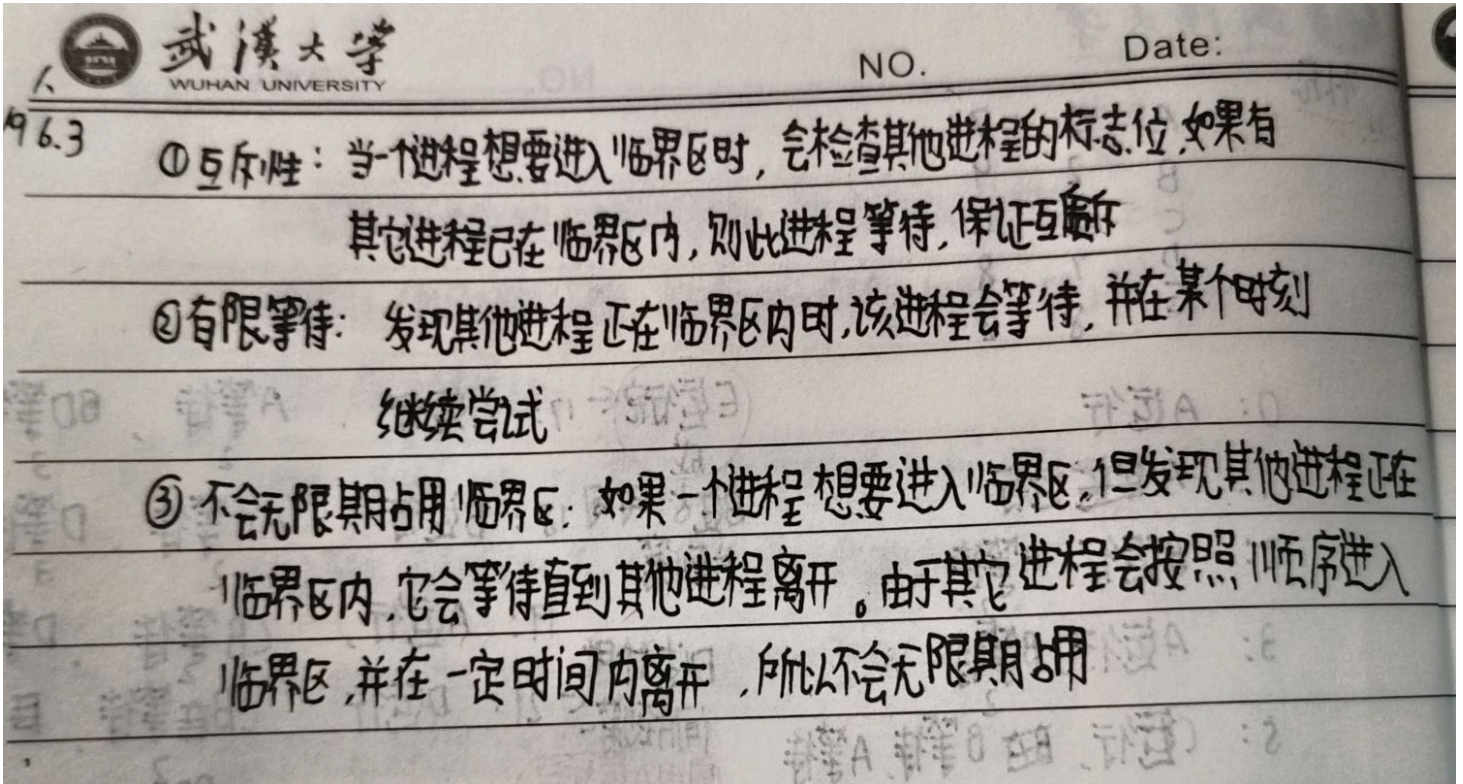 武漢大学
WUHAN UNIVERSITY
NO.
Date:
人
196.3
①互斥性：当一个进程想要进入临界区时，会检查其他进程的标志位，如果有
其它进程已在临界区内，则此进程等待，保证互斥
②有限等待：发现其他进程正在临界区内时，该进程会等待，并在某个时刻
继续尝试
③不会无限期占用临界区：如果一个进程想要进入临界区，但发现其他进程正在
临界区内，它会等待直到其他进程离开。由于其它进程会按照顺序进入
临界区，并在一定时间内离开，所以不会无限期占用